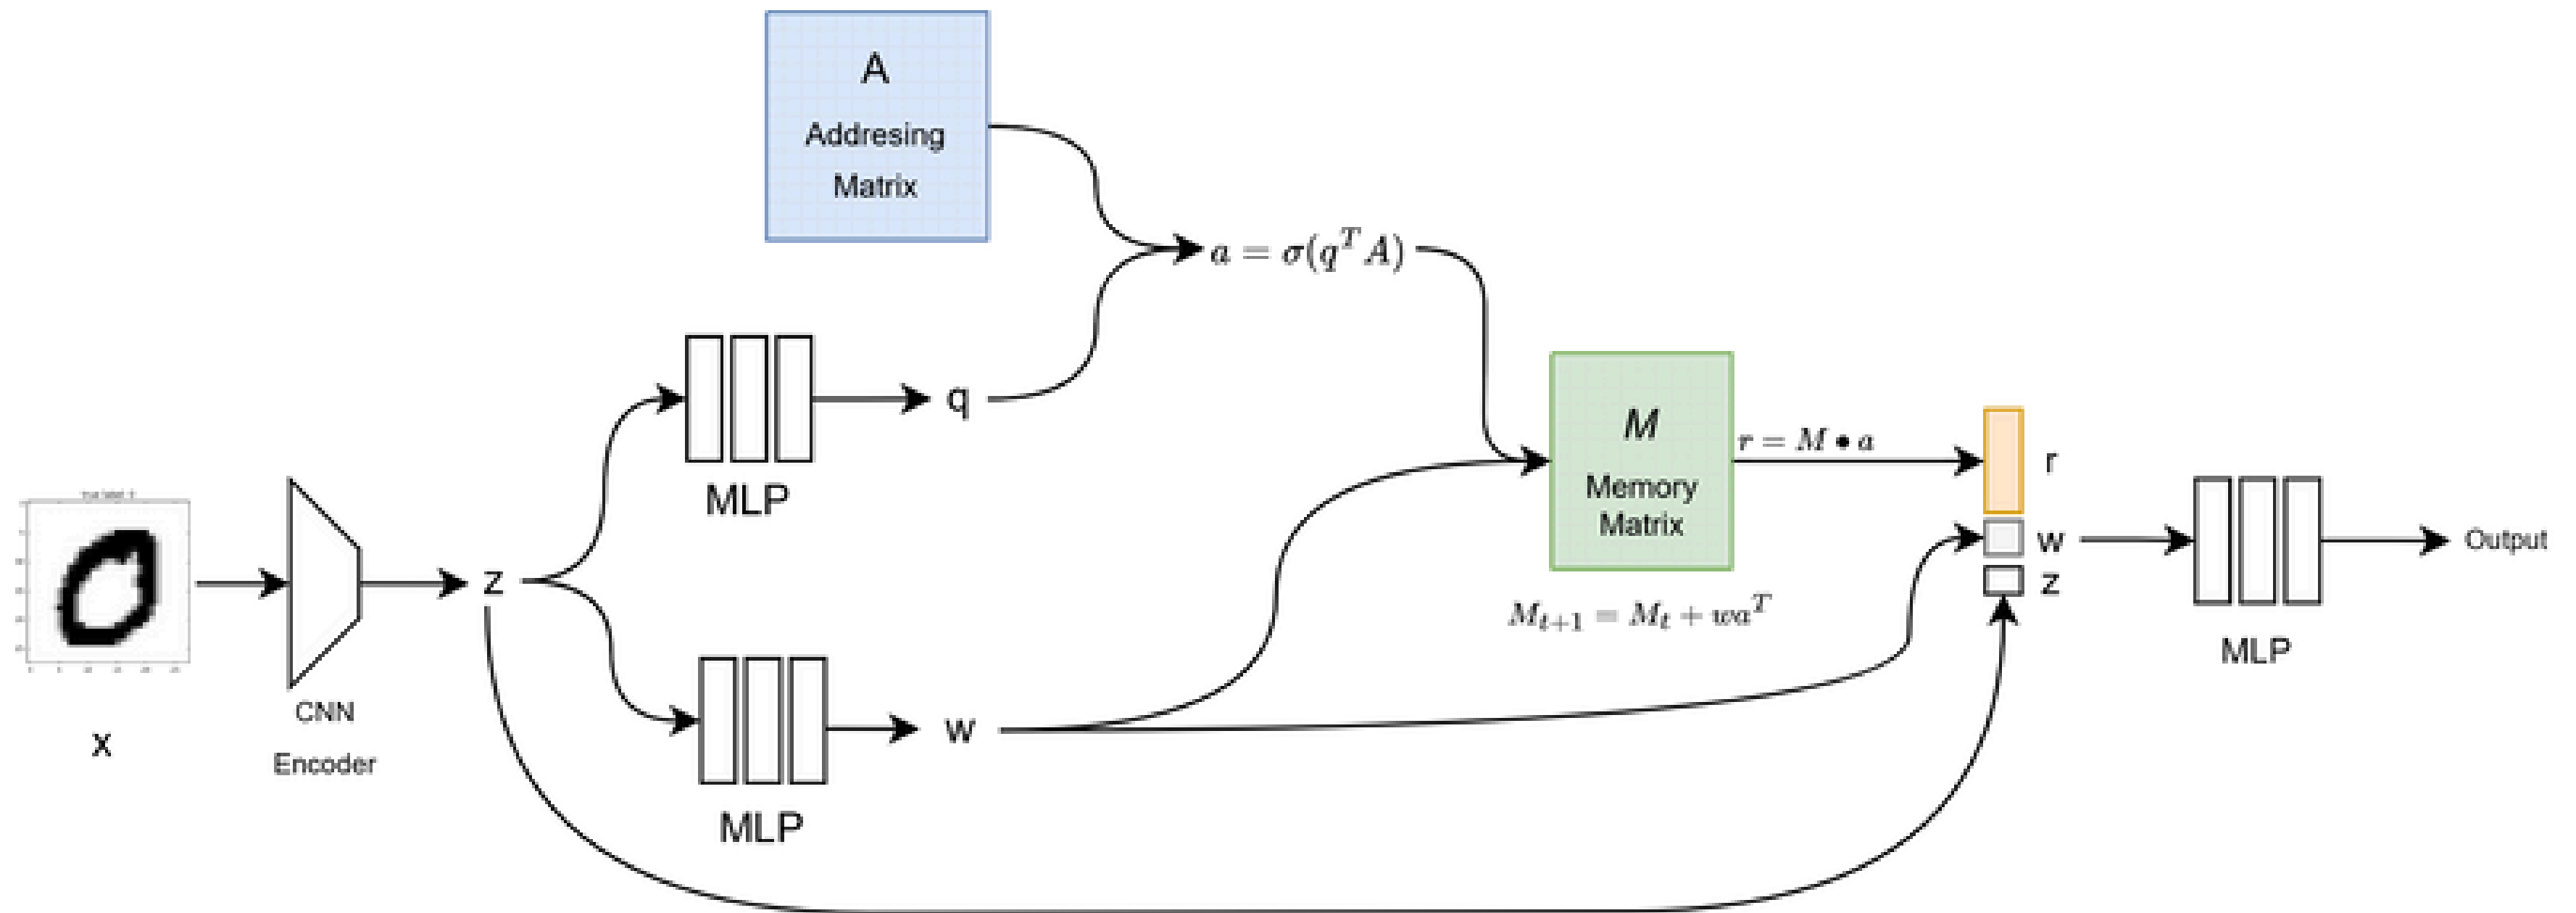 A
Addresing
Matrix
a = σ(q^T A)
MLP
q
z
x
CNN
Encoder
MLP
w
M
Memory
Matrix
M_{t+1} = M_t + wa^T
r = M • a
r
w
z
MLP
Output